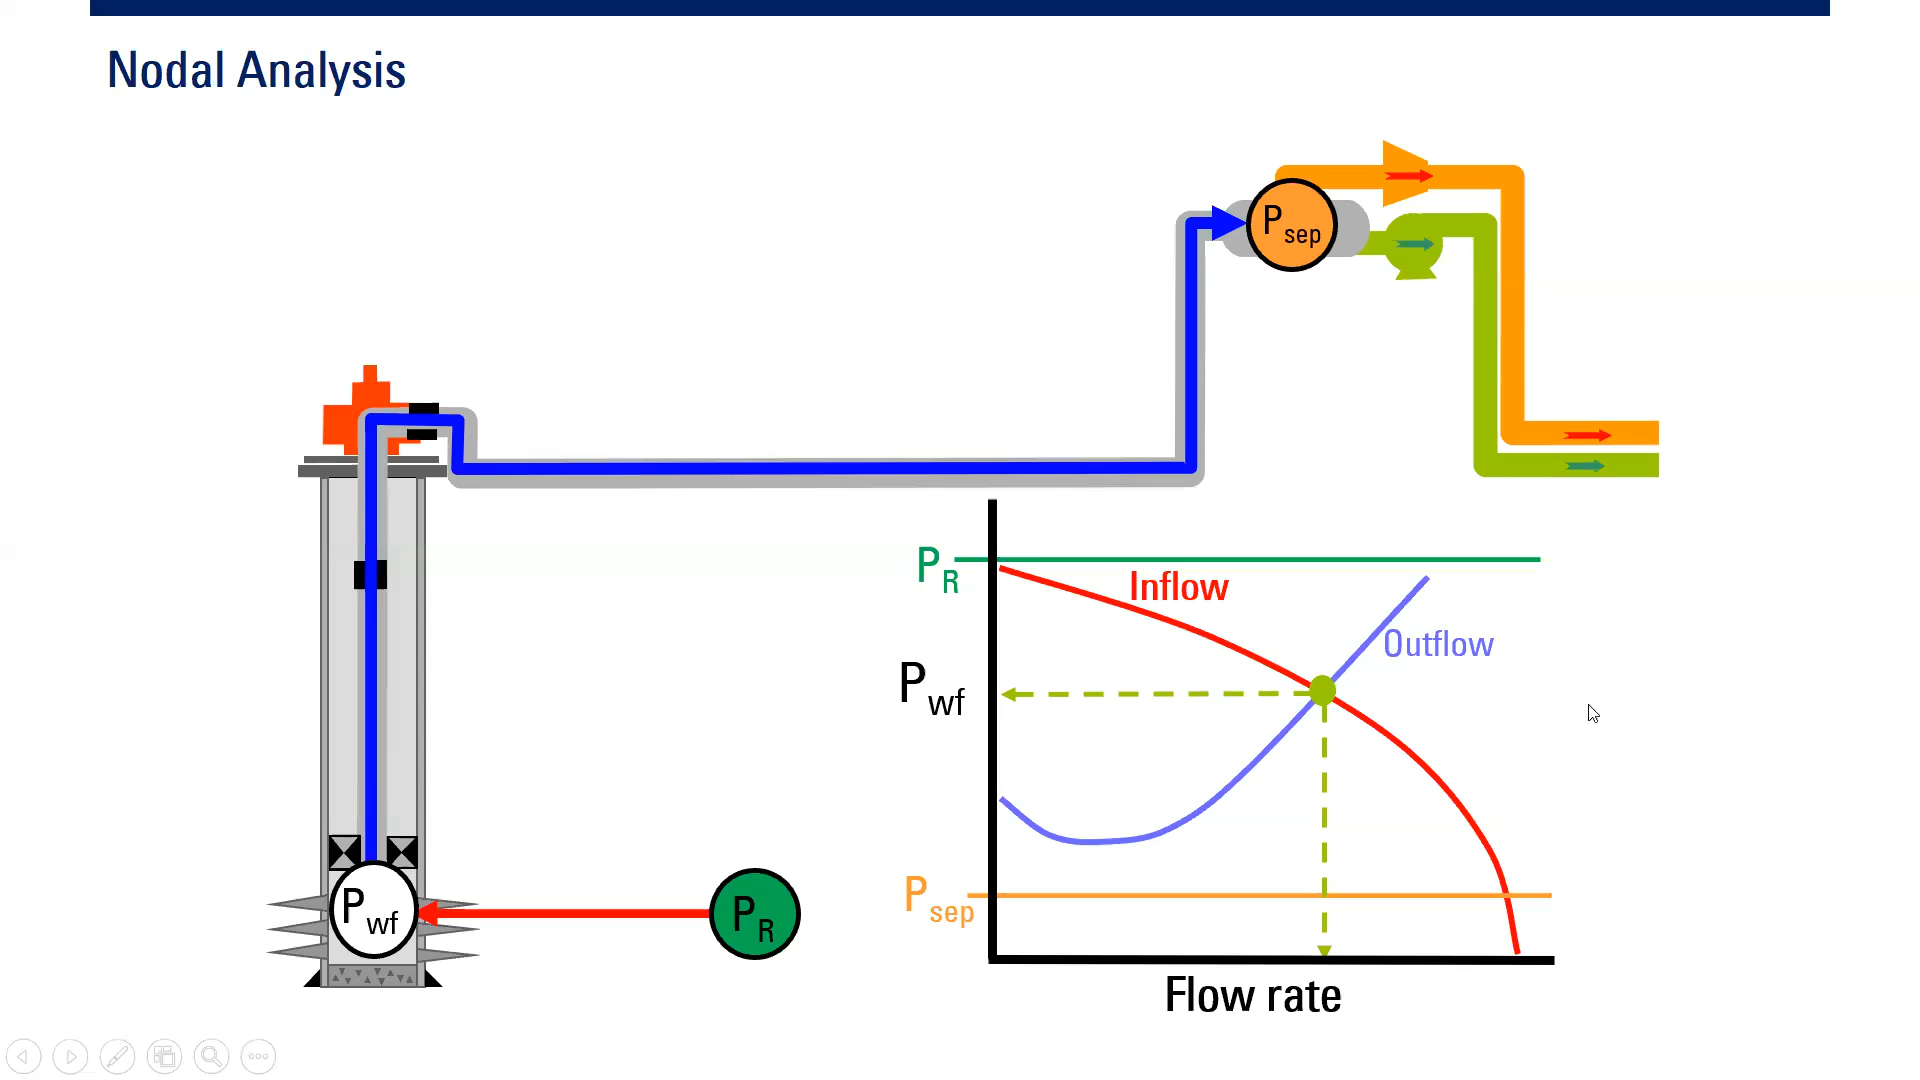 Nodal Analysis
Psep
PR
Inflow
Outflow
Pwf
Psep
Pwf
PR
Flow rate